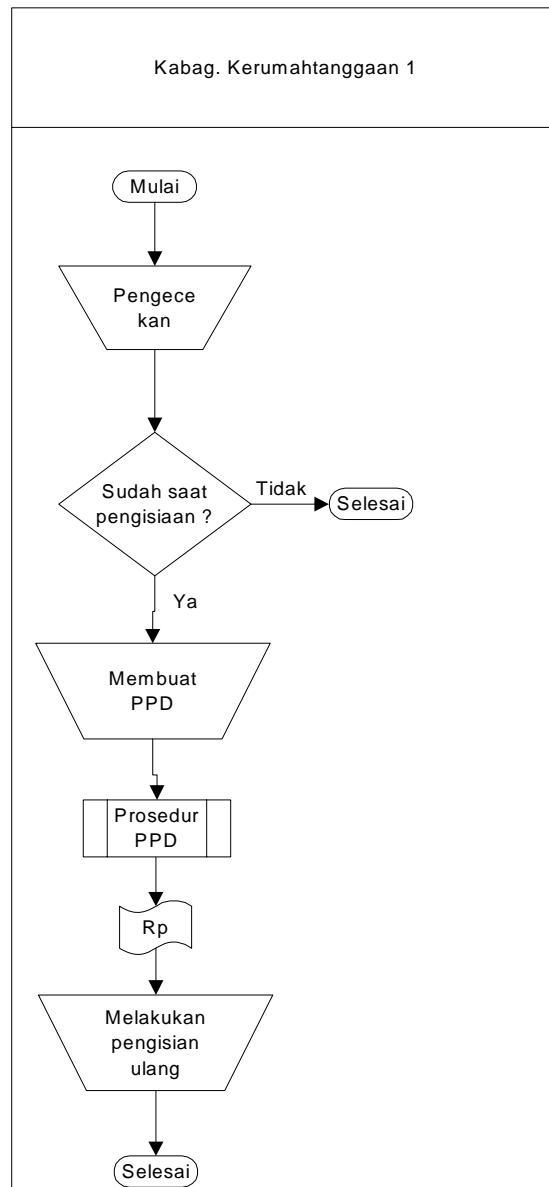 Kabag. Kerumahtanggaan 1
Mulai
Pengece
kan
Sudah saat
pengisiaan ?
Tidak
Selesai
Ya
Membuat
PPD
Prosedur
PPD
Rp
Melakukan
pengisian
ulang
Selesai